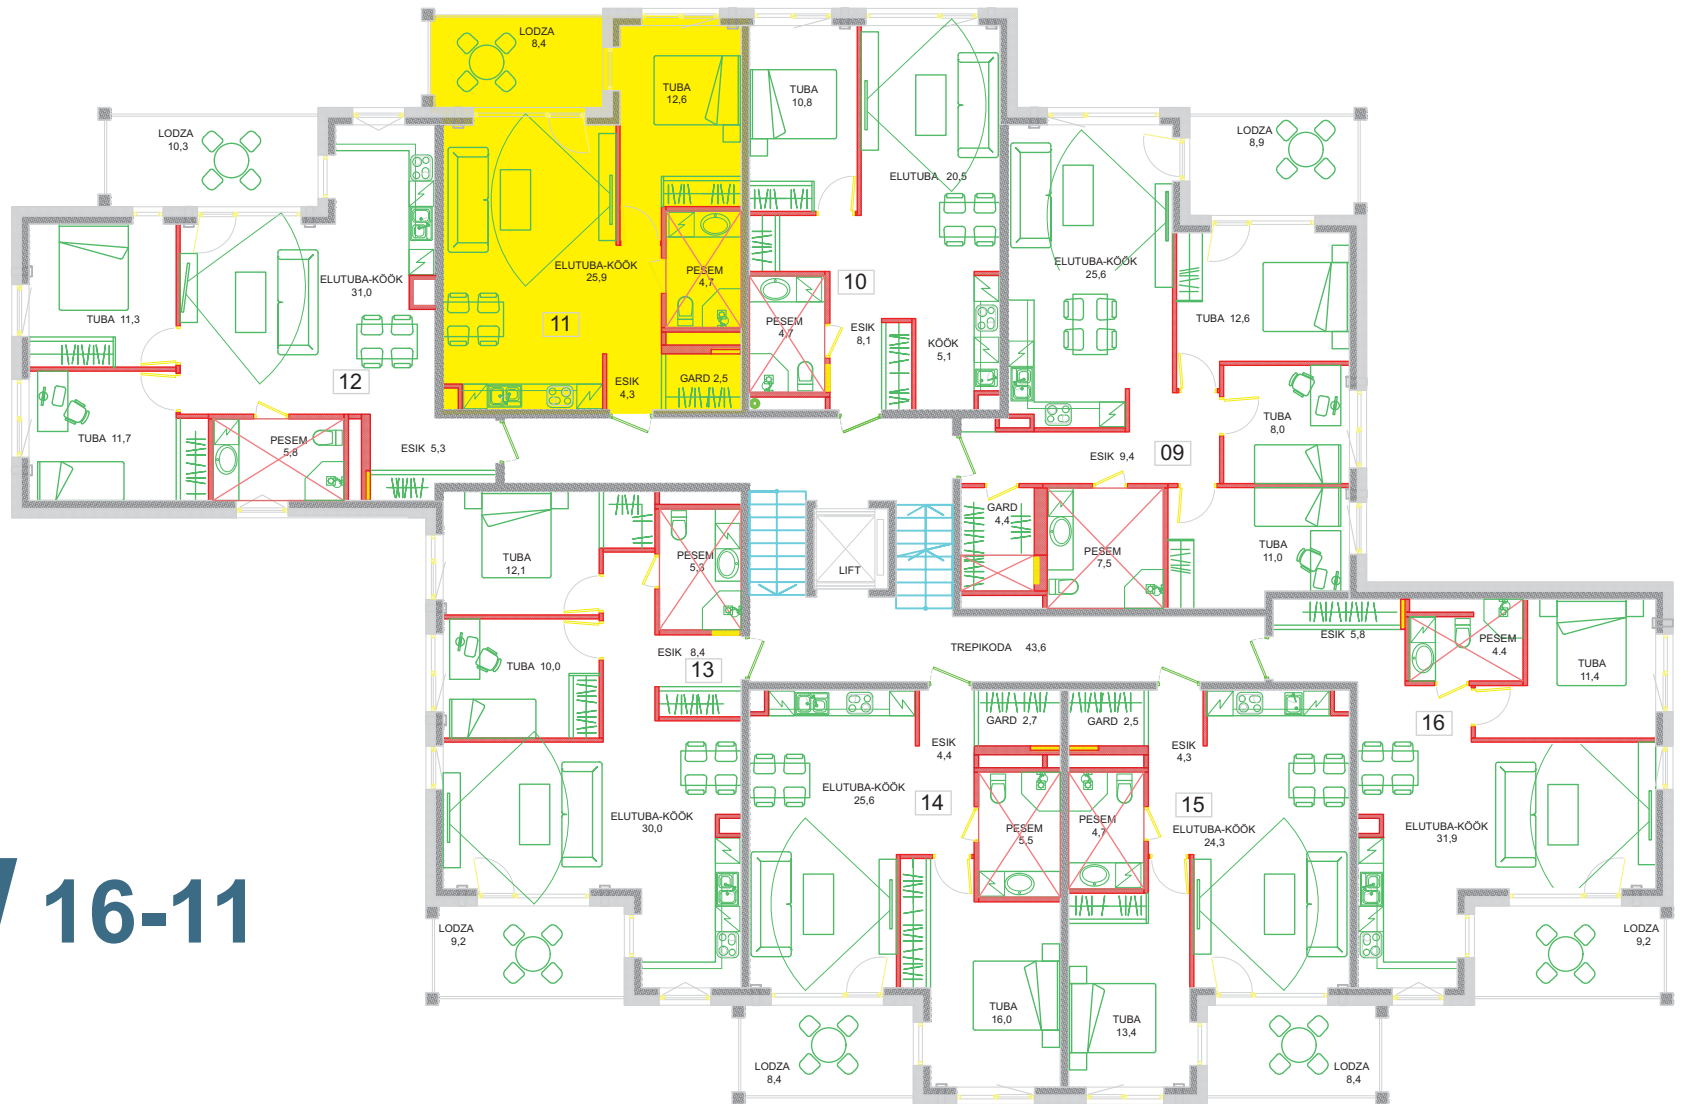 LODZA
8,4
TUBA
12,6
ELUTUBA-KÖÖK
25,9
PESEM
4,7
11
ESIK
4,3
GARD 2,5
TUBA
10,8
ELUTUBA 20,5
10
PESEM
4,7
ESIK
8,1
KÖÖK
5,1
LODZA
8,9
ELUTUBA-KÖÖK
25,6
TUBA 12,6
TUBA
8,0
ESIK 9,4
09
GARD
4,4
PESEM
7,5
TUBA
11,0
LODZA
10,3
ELUTUBA-KÖÖK
31,0
TUBA 11,3
12
TUBA 11,7
PESEM
5,8
ESIK 5,3
TUBA
12,1
PESEM
5,3
LIFT
TUBA 10,0
ESIK 8,4
13
TREPIKODA 43,6
ELUTUBA-KÖÖK
30,0
LODZA
9,2
GARD 2,7
ESIK
4,4
ELUTUBA-KÖÖK
25,6
14
PESEM
5,5
TUBA
16,0
LODZA
8,4
GARD 2,5
ESIK
4,3
PESEM
4,7
15
ELUTUBA-KÖÖK
24,3
TUBA
13,4
LODZA
8,4
ESIK 5,8
PESEM
4.4
TUBA
11,4
16
ELUTUBA-KÖÖK
31,9
LODZA
9,2
/ 16-11